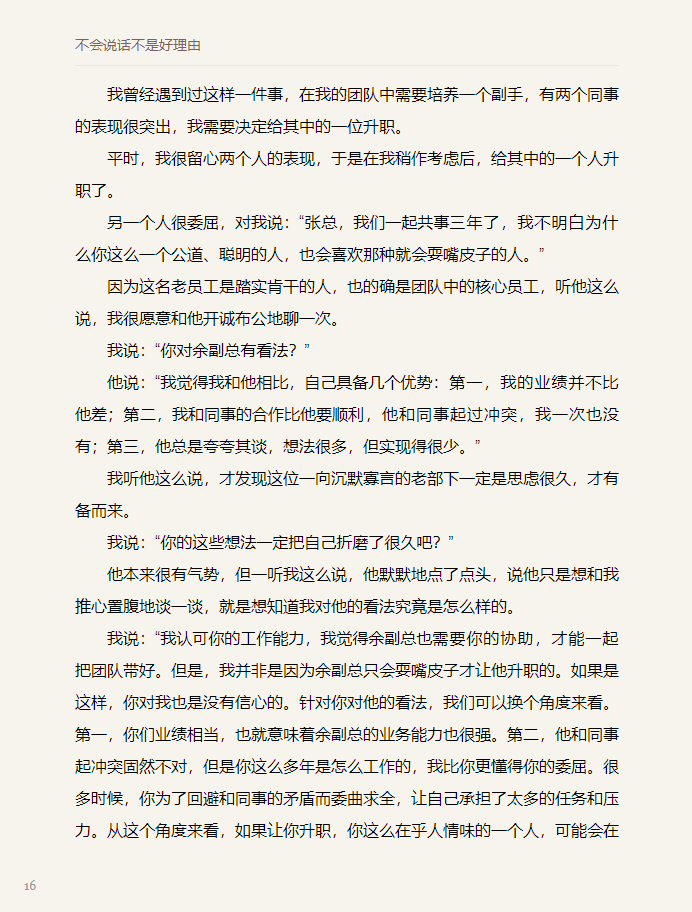 不会说话不是好理由
我曾经遇到过这样一件事，在我的团队中需要培养一个副手，有两个同事
的表现很突出，我需要决定给其中的一位升职。
平时，我很留心两个人的表现，于是在我稍作考虑后，给其中的一个人升
职了。
另一个人很委屈，对我说：“张总，我们一起共事三年了，我不明白为什
么你这么一个公道、聪明的人，也会喜欢那种就会耍嘴皮子的人。”
因为这名老员工是踏实肯干的人，也的确是团队中的核心员工，听他这么
说，我很愿意和他开诚布公地聊一次。
我说：“你对余副总有看法？”
他说：“我觉得我和他相比，自己具备几个优势：第一，我的业绩并不比
他差；第二，我和同事的合作比他要顺利，他和同事起过冲突，我一次也没
有；第三，他总是夸夸其谈，想法很多，但实现得很少。”
我听他这么说，才发现这位一向沉默寡言的老部下一定是思虑很久，才有
备而来。
我说：“你的这些想法一定把自己折磨了很久吧？”
他本来很有气势，但一听我这么说，他默默地点了点头，说他只是想和我
推心置腹地谈一谈，就是想知道我对他的看法究竟是怎么样的。
我说：“我认可你的工作能力，我觉得余副总也需要你的协助，才能一起
把团队带好。但是，我并非是因为余副总只会耍嘴皮子才让他升职的。如果是
这样，你对我也是没有信心的。针对你对他的看法，我们可以换个角度来看。
第一，你们业绩相当，也就意味着余副总的业务能力也很强。第二，他和同事
起冲突固然不对，但是你这么多年是怎么工作的，我比你更懂得你的委屈。很
多时候，你为了回避和同事的矛盾而委曲求全，让自己承担了太多的任务和压
力。从这个角度来看，如果让你升职，你这么在乎人情味的一个人，可能会在
16